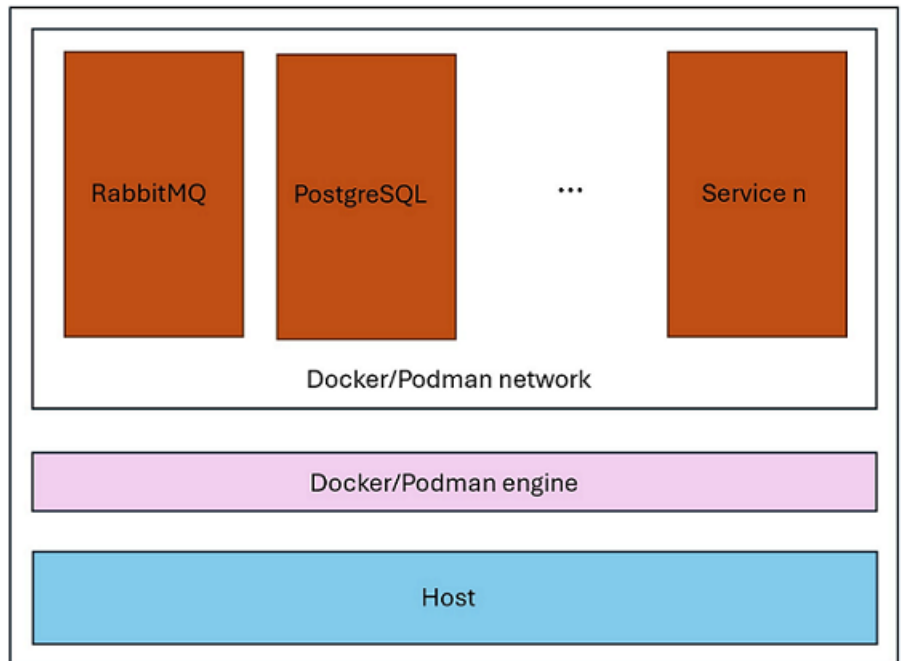 RabbitMQ
PostgreSQL
...
Service n
Docker/Podman network
Docker/Podman engine
Host